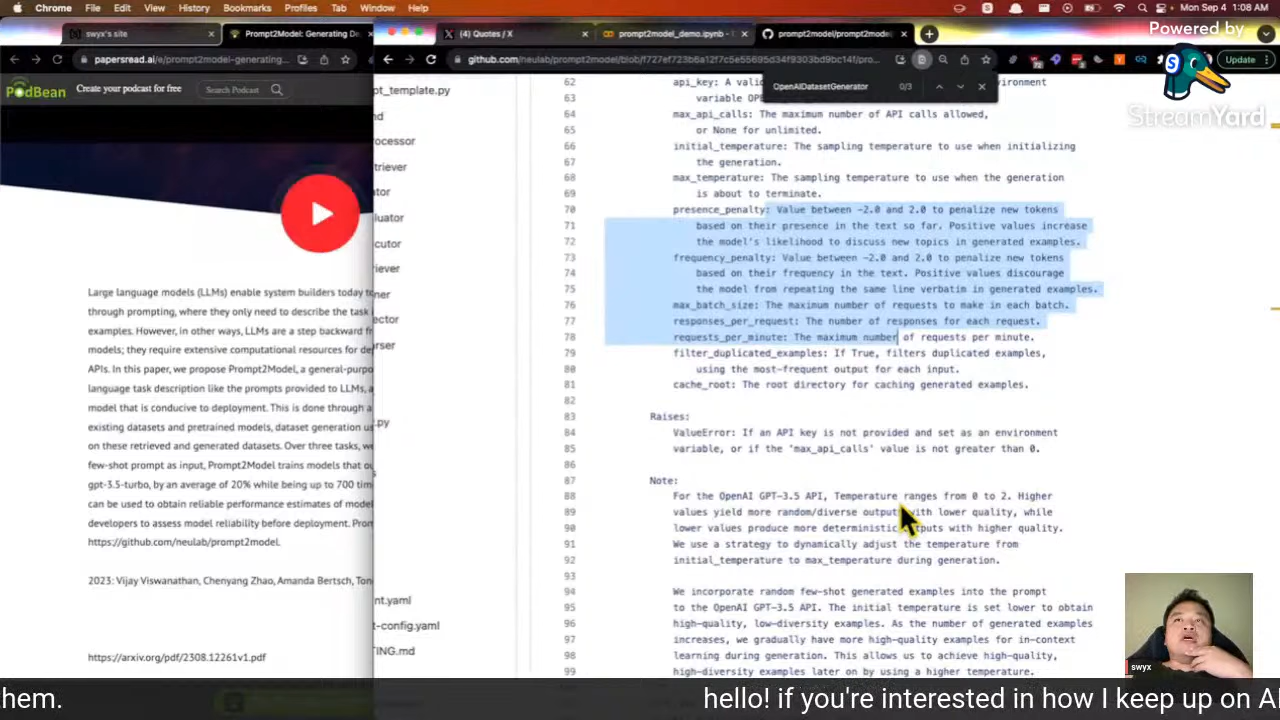 Chrome File Edit View History Bookmarks Profiles Tab Window Help
Mon Sep 4 1:08 AM
swyx's site
Prompt2Model: Generating De
(4) Quotes / X
prompt2model_demo.ipynb -
prompt2model/prompt2model
papersread.ai/e/prompt2model-generating...
github.com/neulab/prompt2model/blob/f727ef723b6a12f7c5e55695d34f9303bd9bc14f/pro...
Update
Powered by
StreamYard
PodBean Create your podcast for free Search Podcast
OpenAIDatasetGenerator 0/3
pt_template.py
nd
ocessor
triever
ator
aluator
cutor
riever
ner
ector
arser
.py
nt.yaml
t-config.yaml
TING.md
Large language models (LLMs) enable system builders today t
through prompting, where they only need to describe the task
examples. However, in other ways, LLMs are a step backward fr
models; they require extensive computational resources for de
APIs. In this paper, we propose Prompt2Model, a general-purpo
language task description like the prompts provided to LLMs, a
model that is conducive to deployment. This is done through a
existing datasets and pretrained models, dataset generation us
on these retrieved and generated datasets. Over three tasks, we
few-shot prompt as input, Prompt2Model trains models that ou
gpt-3.5-turbo, by an average of 20% while being up to 700 tim
can be used to obtain reliable performance estimates of model
developers to assess model reliability before deployment. Prom
https://github.com/neulab/prompt2model.
2023: Vijay Viswanathan, Chenyang Zhao, Amanda Bertsch, Ton
https://arxiv.org/pdf/2308.12261v1.pdf
62 api_key: A valid
63 variable OPE
64 max_api_calls: The maximum number of API calls allowed,
65 or None for unlimited.
66 initial_temperature: The sampling temperature to use when initializing
67 the generation.
68 max_temperature: The sampling temperature to use when the generation
69 is about to terminate.
70 presence_penalty: Value between -2.0 and 2.0 to penalize new tokens
71 based on their presence in the text so far. Positive values increase
72 the model's likelihood to discuss new topics in generated examples.
73 frequency_penalty: Value between -2.0 and 2.0 to penalize new tokens
74 based on their frequency in the text. Positive values discourage
75 the model from repeating the same line verbatim in generated examples.
76 max_batch_size: The maximum number of requests to make in each batch.
77 responses_per_request: The number of responses for each request.
78 requests_per_minute: The maximum number of requests per minute.
79 filter_duplicated_examples: If True, filters duplicated examples,
80 using the most-frequent output for each input.
81 cache_root: The root directory for caching generated examples.
82
83 Raises:
84 ValueError: If an API key is not provided and set as an environment
85 variable, or if the 'max_api_calls' value is not greater than 0.
86
87 Note:
88 For the OpenAI GPT-3.5 API, Temperature ranges from 0 to 2. Higher
89 values yield more random/diverse outputs with lower quality, while
90 lower values produce more deterministic outputs with higher quality.
91 We use a strategy to dynamically adjust the temperature from
92 initial_temperature to max_temperature during generation.
93
94 We incorporate random few-shot generated examples into the prompt
95 to the OpenAI GPT-3.5 API. The initial temperature is set lower to obtain
96 high-quality, low-diversity examples. As the number of generated examples
97 increases, we gradually have more high-quality examples for in-context
98 learning during generation. This allows us to achieve high-quality,
99 high-diversity examples later on by using a higher temperature.
swyx
them.
hello! if you're interested in how I keep up on A